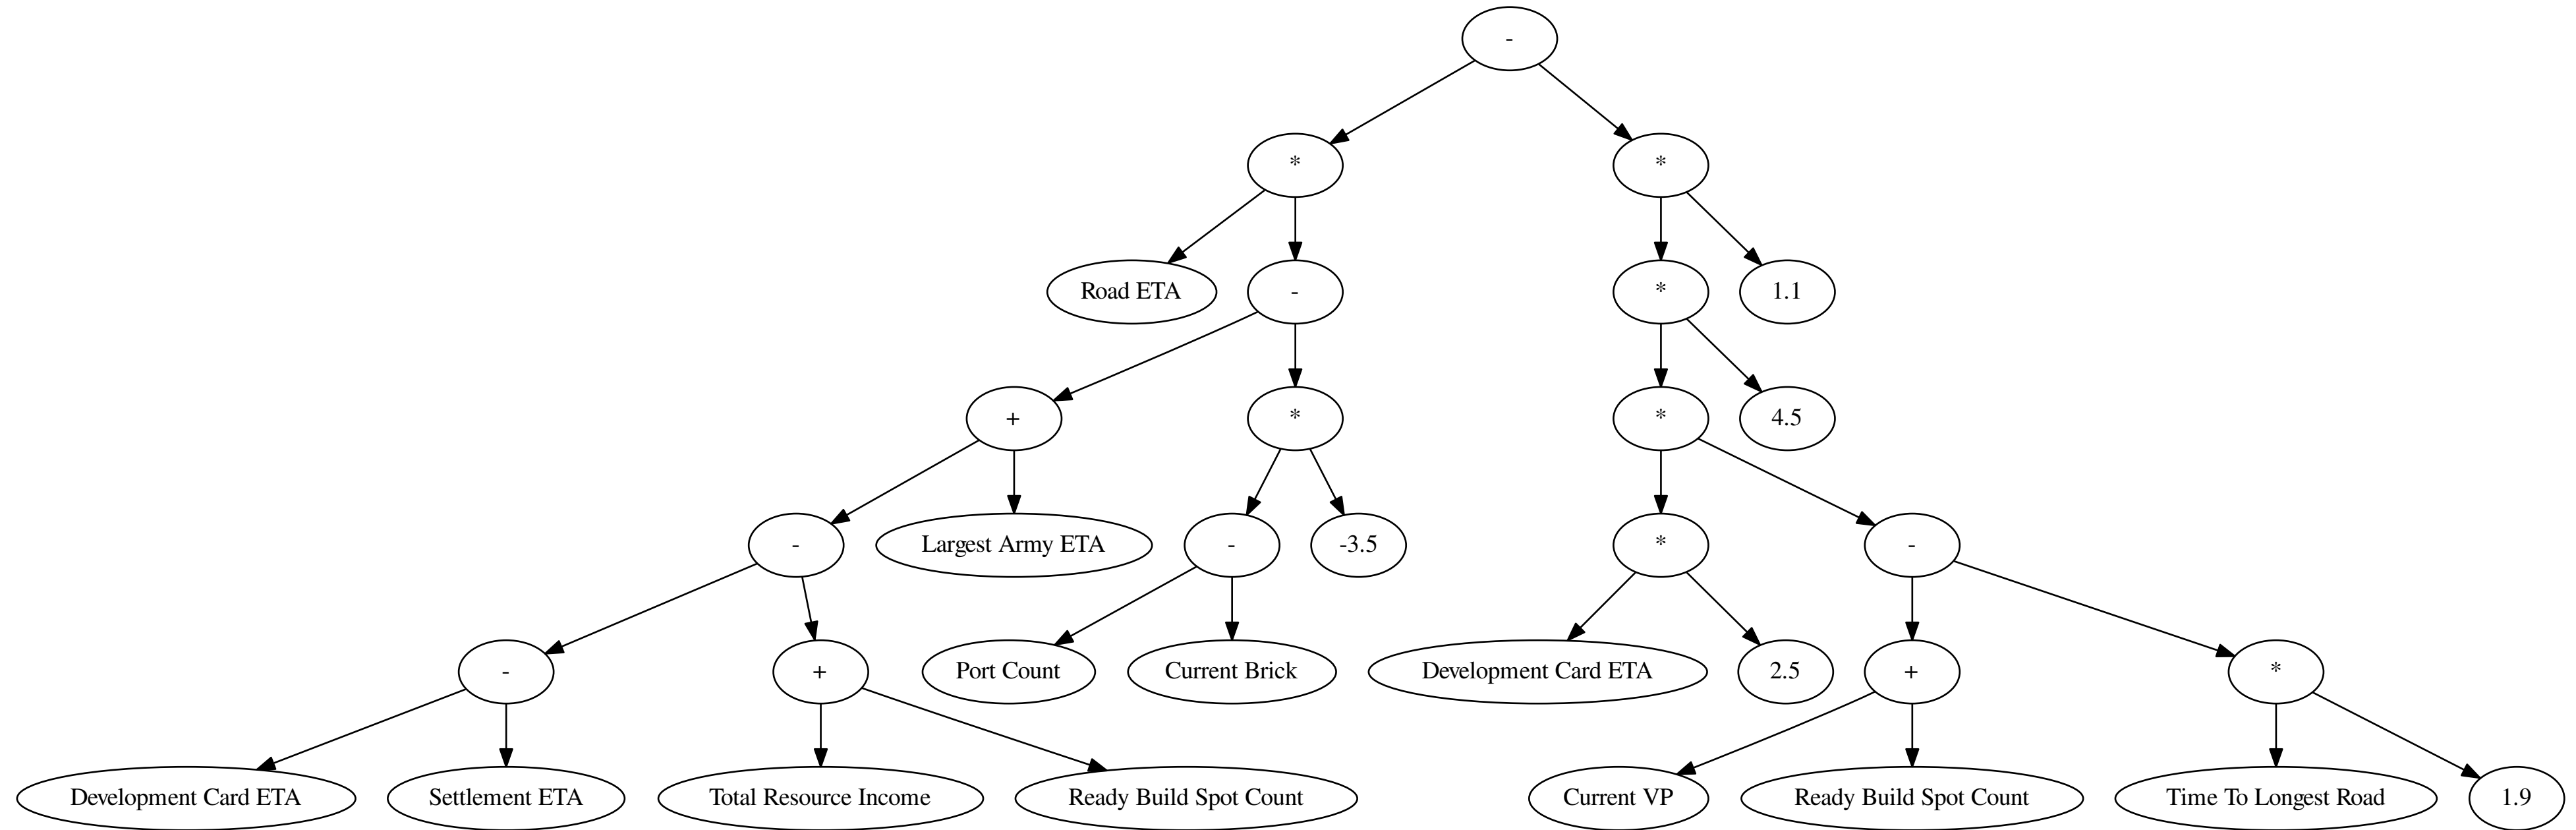 -
* *
Road ETA - * 1.1
+ * * 4.5
- Largest Army ETA - -3.5 * -
- + Port Count Current Brick Development Card ETA 2.5 + *
Development Card ETA Settlement ETA Total Resource Income Ready Build Spot Count Current VP Ready Build Spot Count Time To Longest Road 1.9